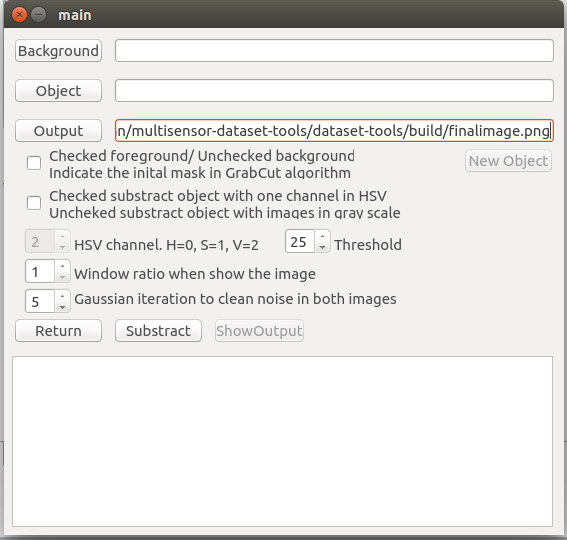 main
Background
Object
Output n/multisensor-dataset-tools/dataset-tools/build/finalimage.png
Checked foreground/ Unchecked background
Indicate the inital mask in GrabCut algorithm
New Object
Checked substract object with one channel in HSV
Uncheked substract object with images in gray scale
2 HSV channel. H=0, S=1, V=2 25 Threshold
1 Window ratio when show the image
5 Gaussian iteration to clean noise in both images
Return Substract ShowOutput